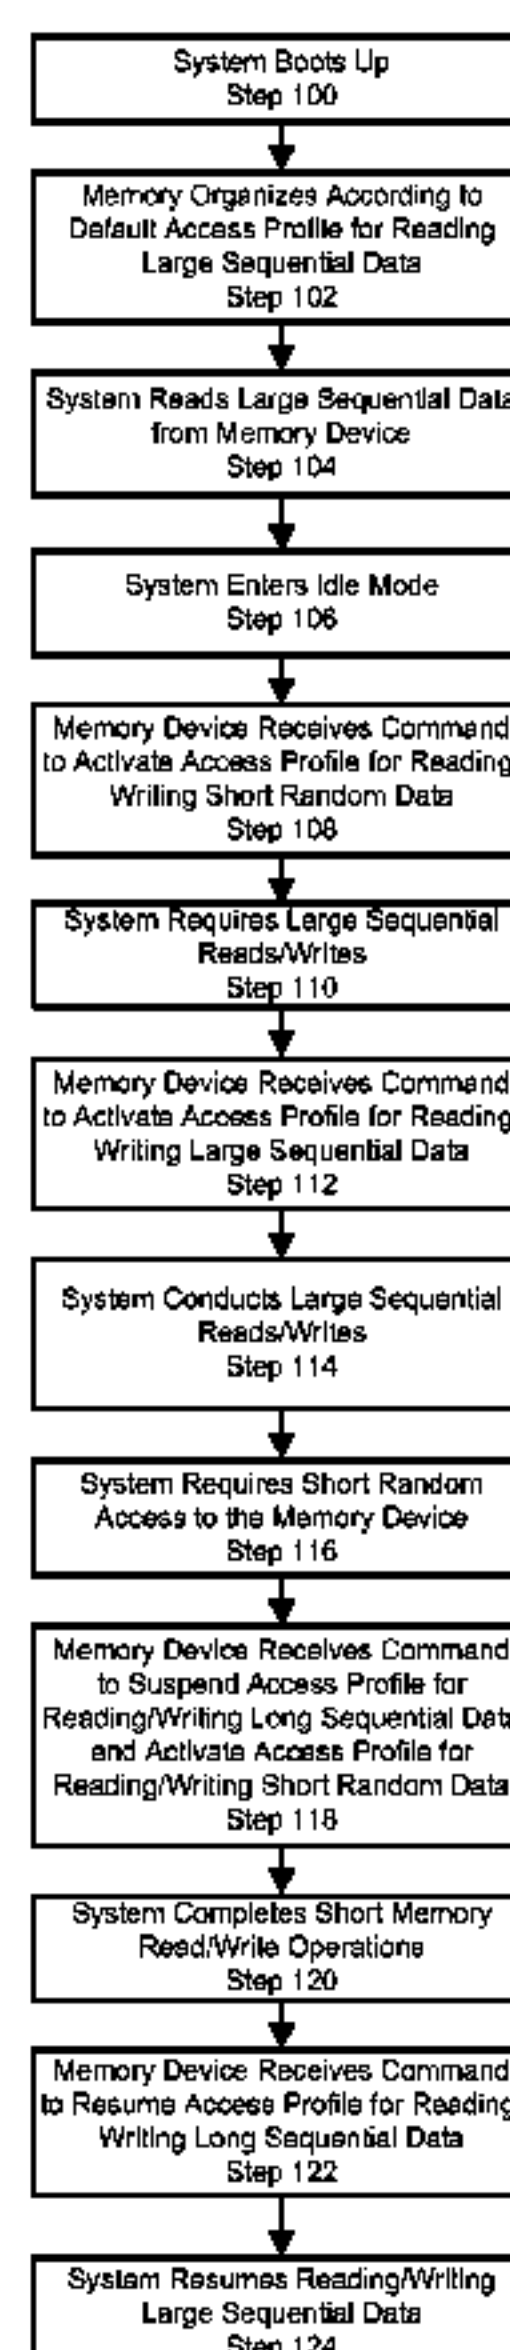 System Boots Up
Step 100
Memory Organizes According to
Default Access Profile for Reading
Large Sequential Data
Step 102
System Reads Large Sequential Data
from Memory Device
Step 104
System Enters Idle Mode
Step 106
Memory Device Receives Command
to Activate Access Profile for Reading/
Writing Short Random Data
Step 108
System Requires Large Sequential
Reads/Writes
Step 110
Memory Device Receives Command
to Activate Access Profile for Reading/
Writing Large Sequential Data
Step 112
System Conducts Large Sequential
Reads/Writes
Step 114
System Requires Short Random
Access to the Memory Device
Step 116
Memory Device Receives Command
to Suspend Access Profile for
Reading/Writing Long Sequential Data
and Activate Access Profile for
Reading/Writing Short Random Data
Step 118
System Completes Short Memory
Read/Write Operations
Step 120
Memory Device Receives Command
to Resume Access Profile for Reading/
Writing Long Sequential Data
Step 122
System Resumes Reading/Writing
Large Sequential Data
Step 124